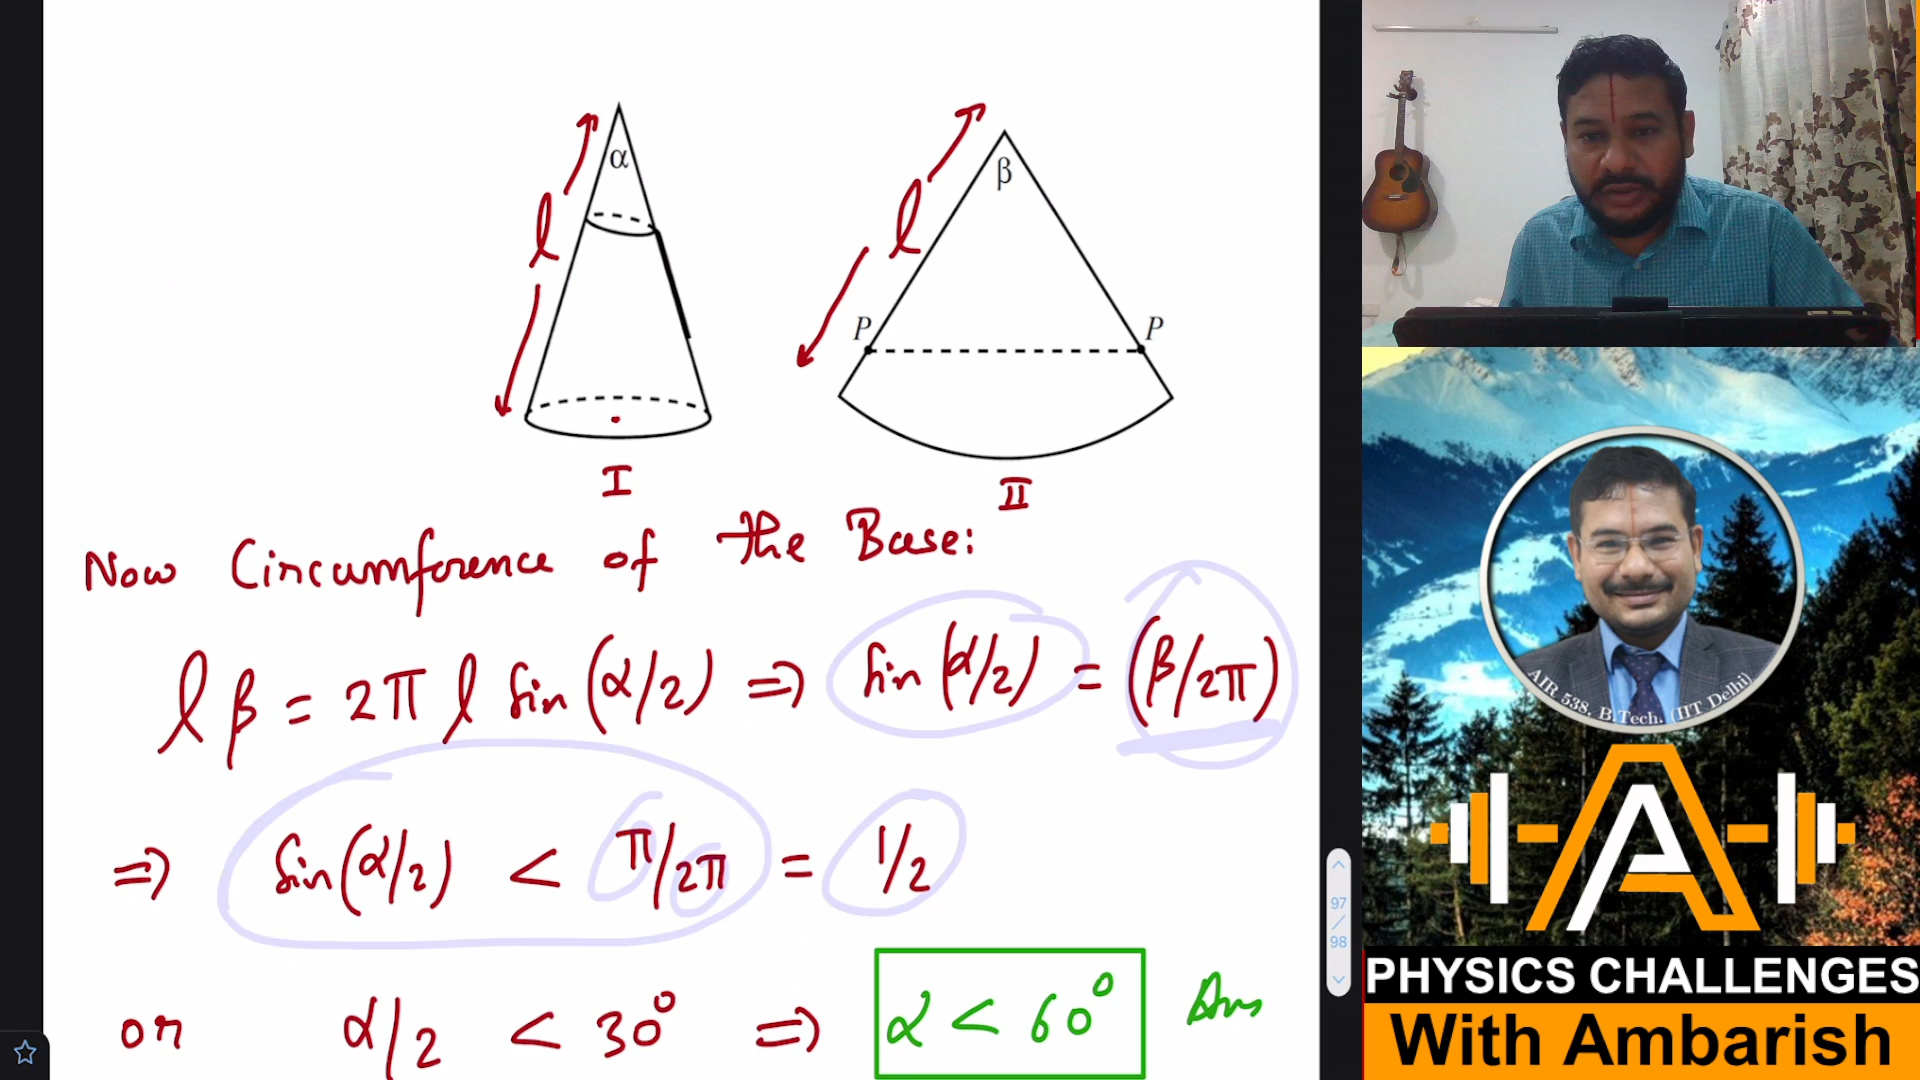 α
β
l
l
P
P
I
II
Now Circumference of the Base:
l β = 2π l sin (α/2) ⇒ sin (α/2) = (β/2π)
⇒ sin (α/2) < π/2π = 1/2
or α/2 < 30° ⇒ α < 60° Ans
97
/
98
AIR 538, B.Tech. (IIT Delhi)
A
PHYSICS CHALLENGES
With Ambarish